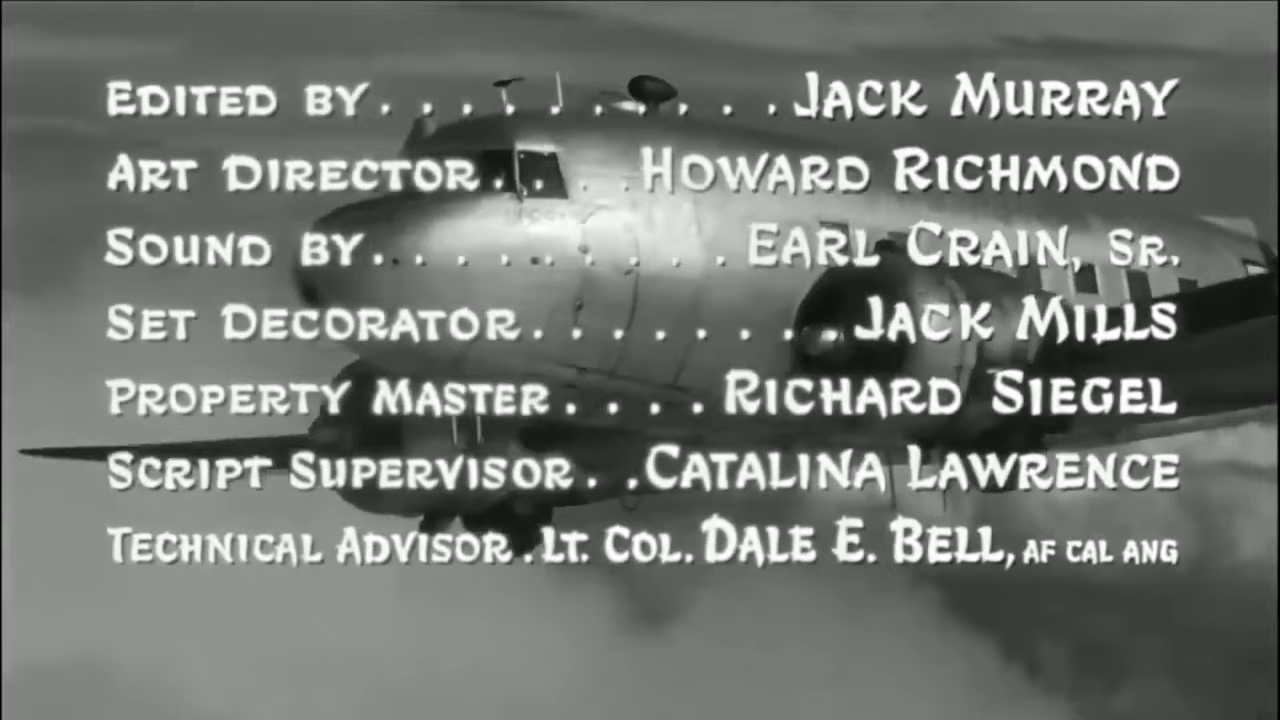 EDITED BY . . . . . . . . . . JACK MURRAY
ART DIRECTOR . . . . HOWARD RICHMOND
SOUND BY . . . . . . . . . . EARL CRAIN, SR.
SET DECORATOR . . . . . . . . JACK MILLS
PROPERTY MASTER . . . . RICHARD SIEGEL
SCRIPT SUPERVISOR . . CATALINA LAWRENCE
TECHNICAL ADVISOR . LT. COL. DALE E. BELL, AF CAL ANG